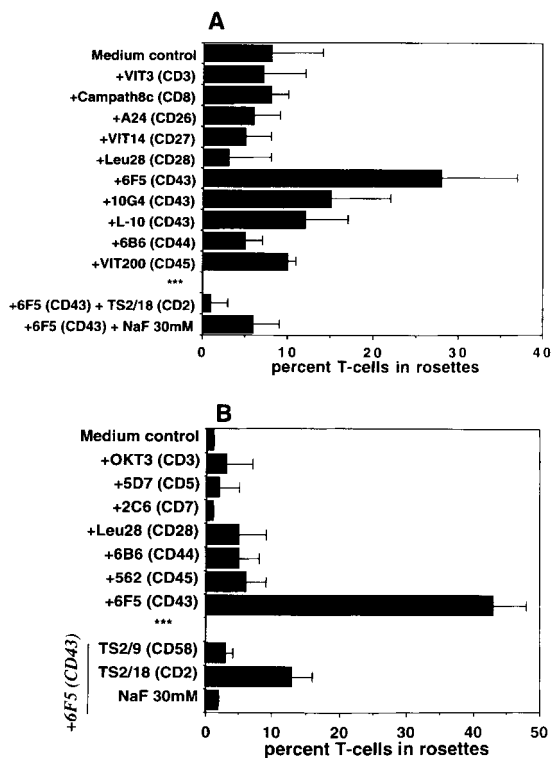 A
Medium control
+VIT3 (CD3)
+Campath8c (CD8)
+A24 (CD26)
+VIT14 (CD27)
+Leu28 (CD28)
+6F5 (CD43)
+10G4 (CD43)
+L-10 (CD43)
+6B6 (CD44)
+VIT200 (CD45)
***
+6F5 (CD43) + TS2/18 (CD2)
+6F5 (CD43) + NaF 30mM
0 10 20 30 40
percent T-cells in rosettes
B
Medium control
+OKT3 (CD3)
+5D7 (CD5)
+2C6 (CD7)
+Leu28 (CD28)
+6B6 (CD44)
+562 (CD45)
+6F5 (CD43)
***
+6F5 (CD43)
TS2/9 (CD58)
TS2/18 (CD2)
NaF 30mM
0 10 20 30 40 50
percent T-cells in rosettes